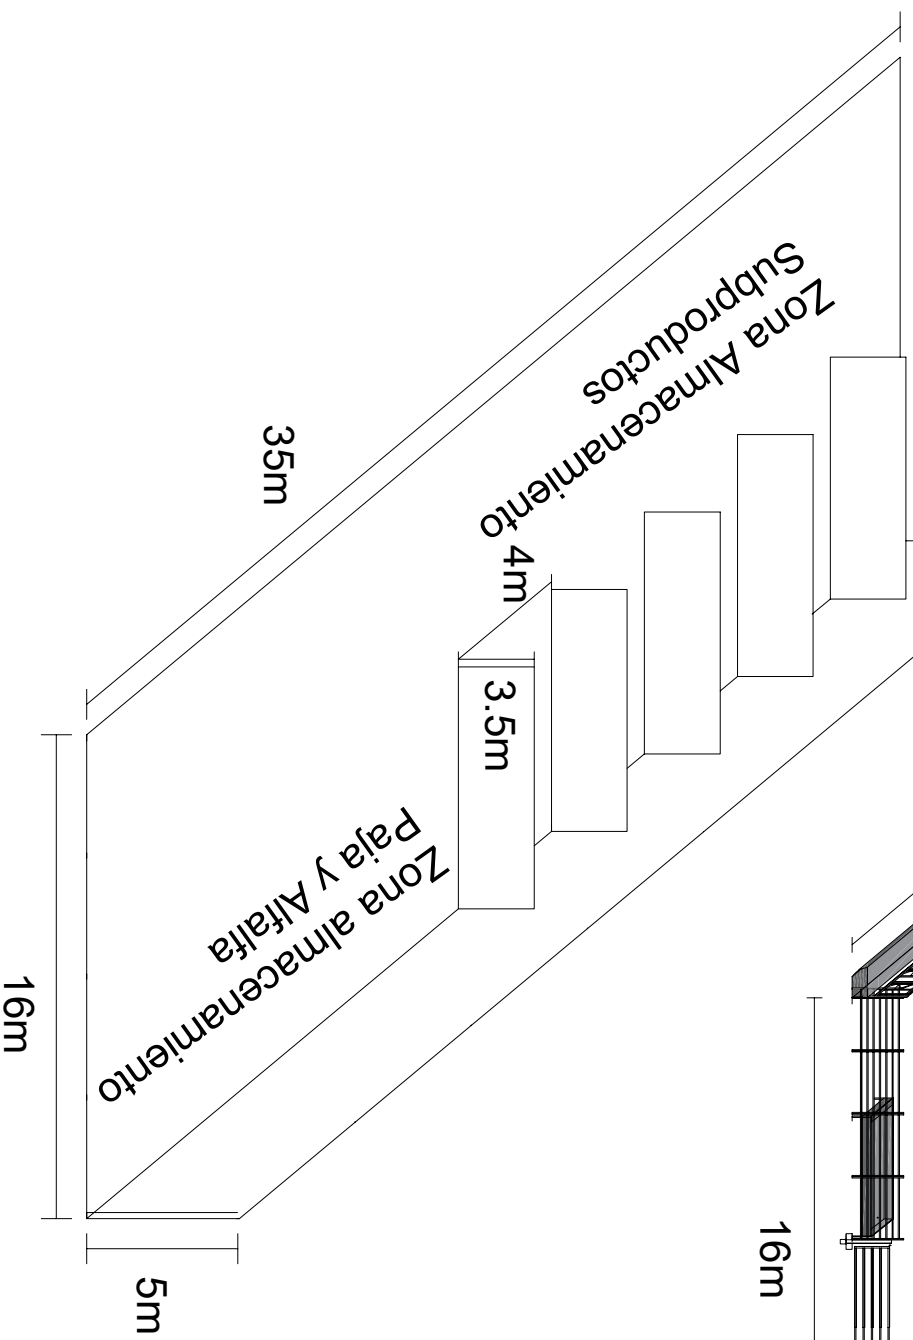 Zona Almacenamiento
Subproductos
35m
4m
3.5m
Zona almacenamiento
Paja y Alfalfa
16m
5m
16m